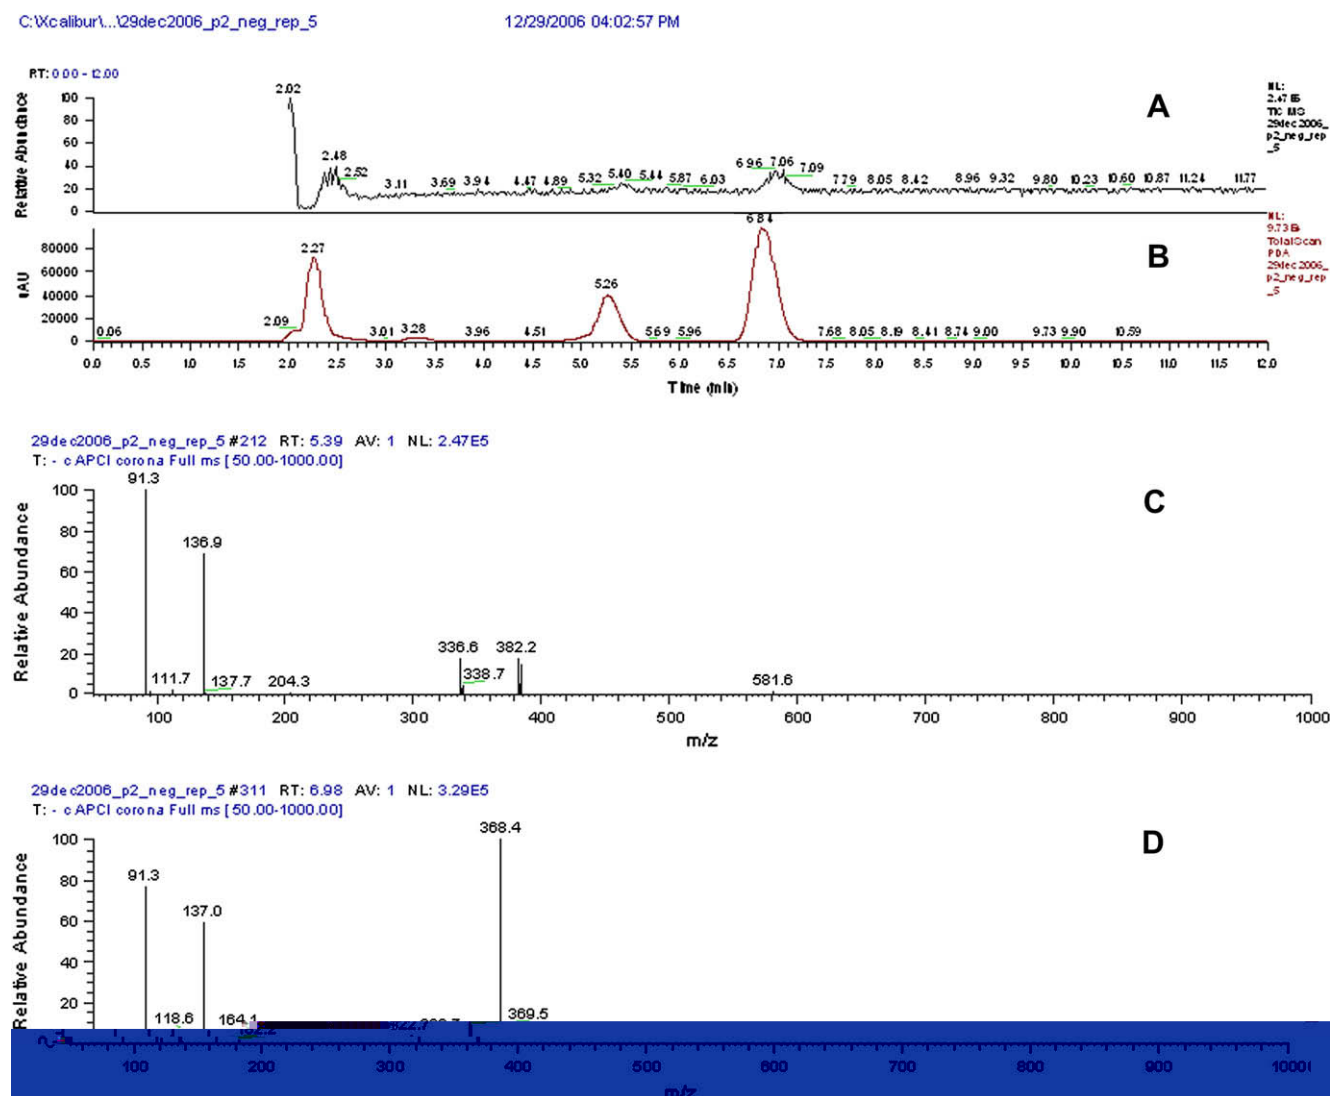 C:\Xcalibur\...\29dec2006_p2_neg_rep_5 12/29/2006 04:02:57 PM
RT: 0.00 - 12.00
NL:
2.47E5
TIC MS
29dec2006_
p2_neg_rep
_5
A
Relative Abundance
100
80
60
40
20
0
2.02
2.48
2.52
3.11 3.69 3.94 4.47 4.89 5.32 5.40 5.44 5.87 6.03 6.96 7.06 7.09 7.79 8.05 8.42 8.96 9.32 9.80 10.23 10.60 10.87 11.24 11.77
NL:
TotalScan
PDA
29dec2006_
p2_neg_rep
_5
B
uAU
80000
60000
40000
20000
0
0.06 2.09 2.27 3.01 3.28 3.96 4.51 5.26 5.69 5.96 6.84 7.68 8.05 8.19 8.41 8.74 9.00 9.73 9.90 10.59
0.0 0.5 1.0 1.5 2.0 2.5 3.0 3.5 4.0 4.5 5.0 5.5 6.0 6.5 7.0 7.5 8.0 8.5 9.0 9.5 10.0 10.5 11.0 11.5 12.0
Time (min)
29dec2006_p2_neg_rep_5 #212 RT: 5.39 AV: 1 NL: 2.47E5
T: - c APCI corona Full ms [ 50.00-1000.00]
C
Relative Abundance
100
80
60
40
20
0
91.3
136.9
111.7 137.7 204.3 336.6 338.7 382.2 581.6
100 200 300 400 500 600 700 800 900 1000
m/z
29dec2006_p2_neg_rep_5 #311 RT: 6.98 AV: 1 NL: 3.29E5
T: - c APCI corona Full ms [ 50.00-1000.00]
D
Relative Abundance
100
80
60
40
20
0
368.4
91.3
137.0
118.6 164.1 369.5
100 200 300 400 500 600 700 800 900 1000
m/z